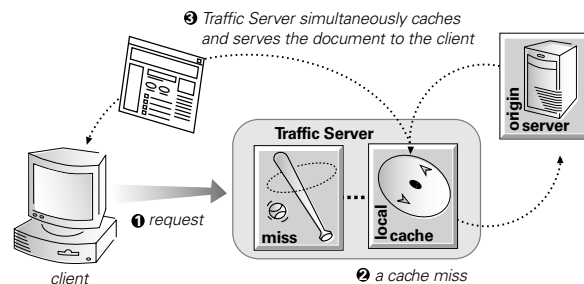 ❸ Traffic Server simultaneously caches
and serves the document to the client
origin
server
Traffic Server
❶ request
miss
local
cache
client
❷ a cache miss